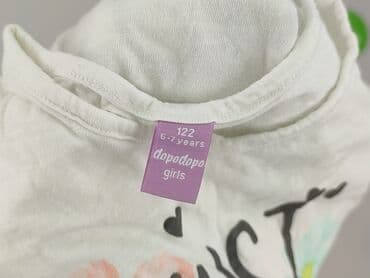 122
6-7 years
dopodopo
girls